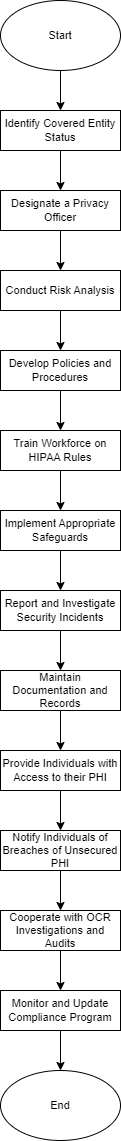 Start
Identify Covered Entity
Status
Designate a Privacy
Officer
Conduct Risk Analysis
Develop Policies and
Procedures
Train Workforce on
HIPAA Rules
Implement Appropriate
Safeguards
Report and Investigate
Security Incidents
Maintain
Documentation and
Records
Provide Individuals with
Access to their PHI
Notify Individuals of
Breaches of Unsecured
PHI
Cooperate with OCR
Investigations and
Audits
Monitor and Update
Compliance Program
End